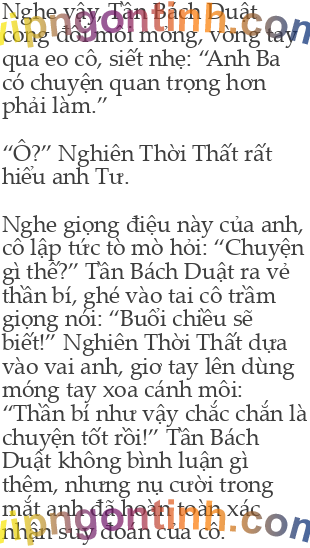 Nghe vậy, Tần Bách Duật
cong đôi môi mỏng, vòng tay
qua eo cô, siết nhẹ: “Anh Ba
có chuyện quan trọng hơn
phải làm.”
“Ồ?” Nghiên Thời Thất rất
hiểu anh Tư.
Nghe giọng điệu này của anh,
cô lập tức tò mò hỏi: “Chuyện
gì thế?” Tần Bách Duật ra vẻ
thần bí, ghé vào tai cô trầm
giọng nói: “Buổi chiều sẽ
biết!” Nghiên Thời Thất dựa
vào vai anh, giơ tay lên dùng
móng tay xoa cánh môi:
“Thần bí như vậy chắc chắn là
chuyện tốt rồi!” Tần Bách
Duật không bình luận gì
thêm, nhưng nụ cười trong
mắt anh đã hoàn toàn xác
nhận suy đoán của cô.
vipngontinh.com
vipngontinh.com